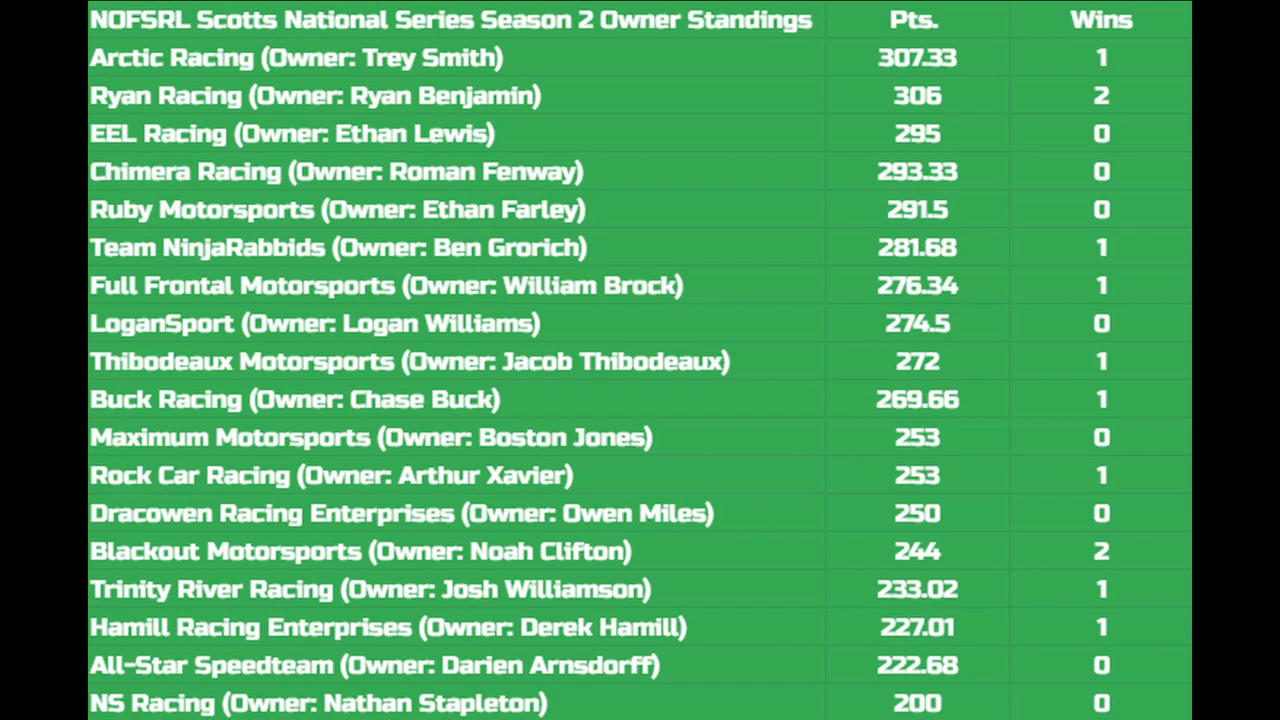 NOFSRL Scotts National Series Season 2 Owner Standings Pts. Wins
Arctic Racing (Owner: Trey Smith) 307.33 1
Ryan Racing (Owner: Ryan Benjamin) 306 2
EEL Racing (Owner: Ethan Lewis) 295 0
Chimera Racing (Owner: Roman Fenway) 293.33 0
Ruby Motorsports (Owner: Ethan Farley) 291.5 0
Team NinjaRabbids (Owner: Ben Grorich) 281.68 1
Full Frontal Motorsports (Owner: William Brock) 276.34 1
LoganSport (Owner: Logan Williams) 274.5 0
Thibodeaux Motorsports (Owner: Jacob Thibodeaux) 272 1
Buck Racing (Owner: Chase Buck) 269.66 1
Maximum Motorsports (Owner: Boston Jones) 253 0
Rock Car Racing (Owner: Arthur Xavier) 253 1
Dracowen Racing Enterprises (Owner: Owen Miles) 250 0
Blackout Motorsports (Owner: Noah Clifton) 244 2
Trinity River Racing (Owner: Josh Williamson) 233.02 1
Hamill Racing Enterprises (Owner: Derek Hamill) 227.01 1
All-Star Speedteam (Owner: Darien Arnsdorff) 222.68 0
NS Racing (Owner: Nathan Stapleton) 200 0